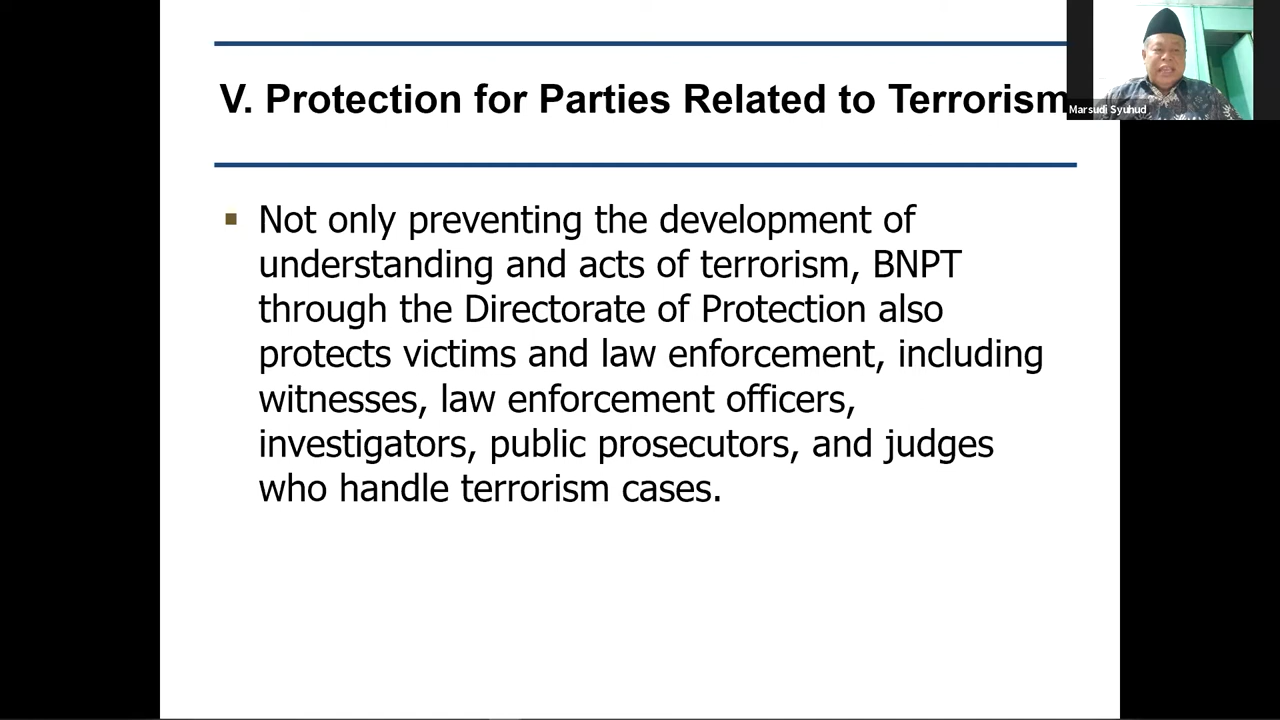 V. Protection for Parties Related to Terrorism
Marsudi Syuhud
Not only preventing the development of
understanding and acts of terrorism, BNPT
through the Directorate of Protection also
protects victims and law enforcement, including
witnesses, law enforcement officers,
investigators, public prosecutors, and judges
who handle terrorism cases.